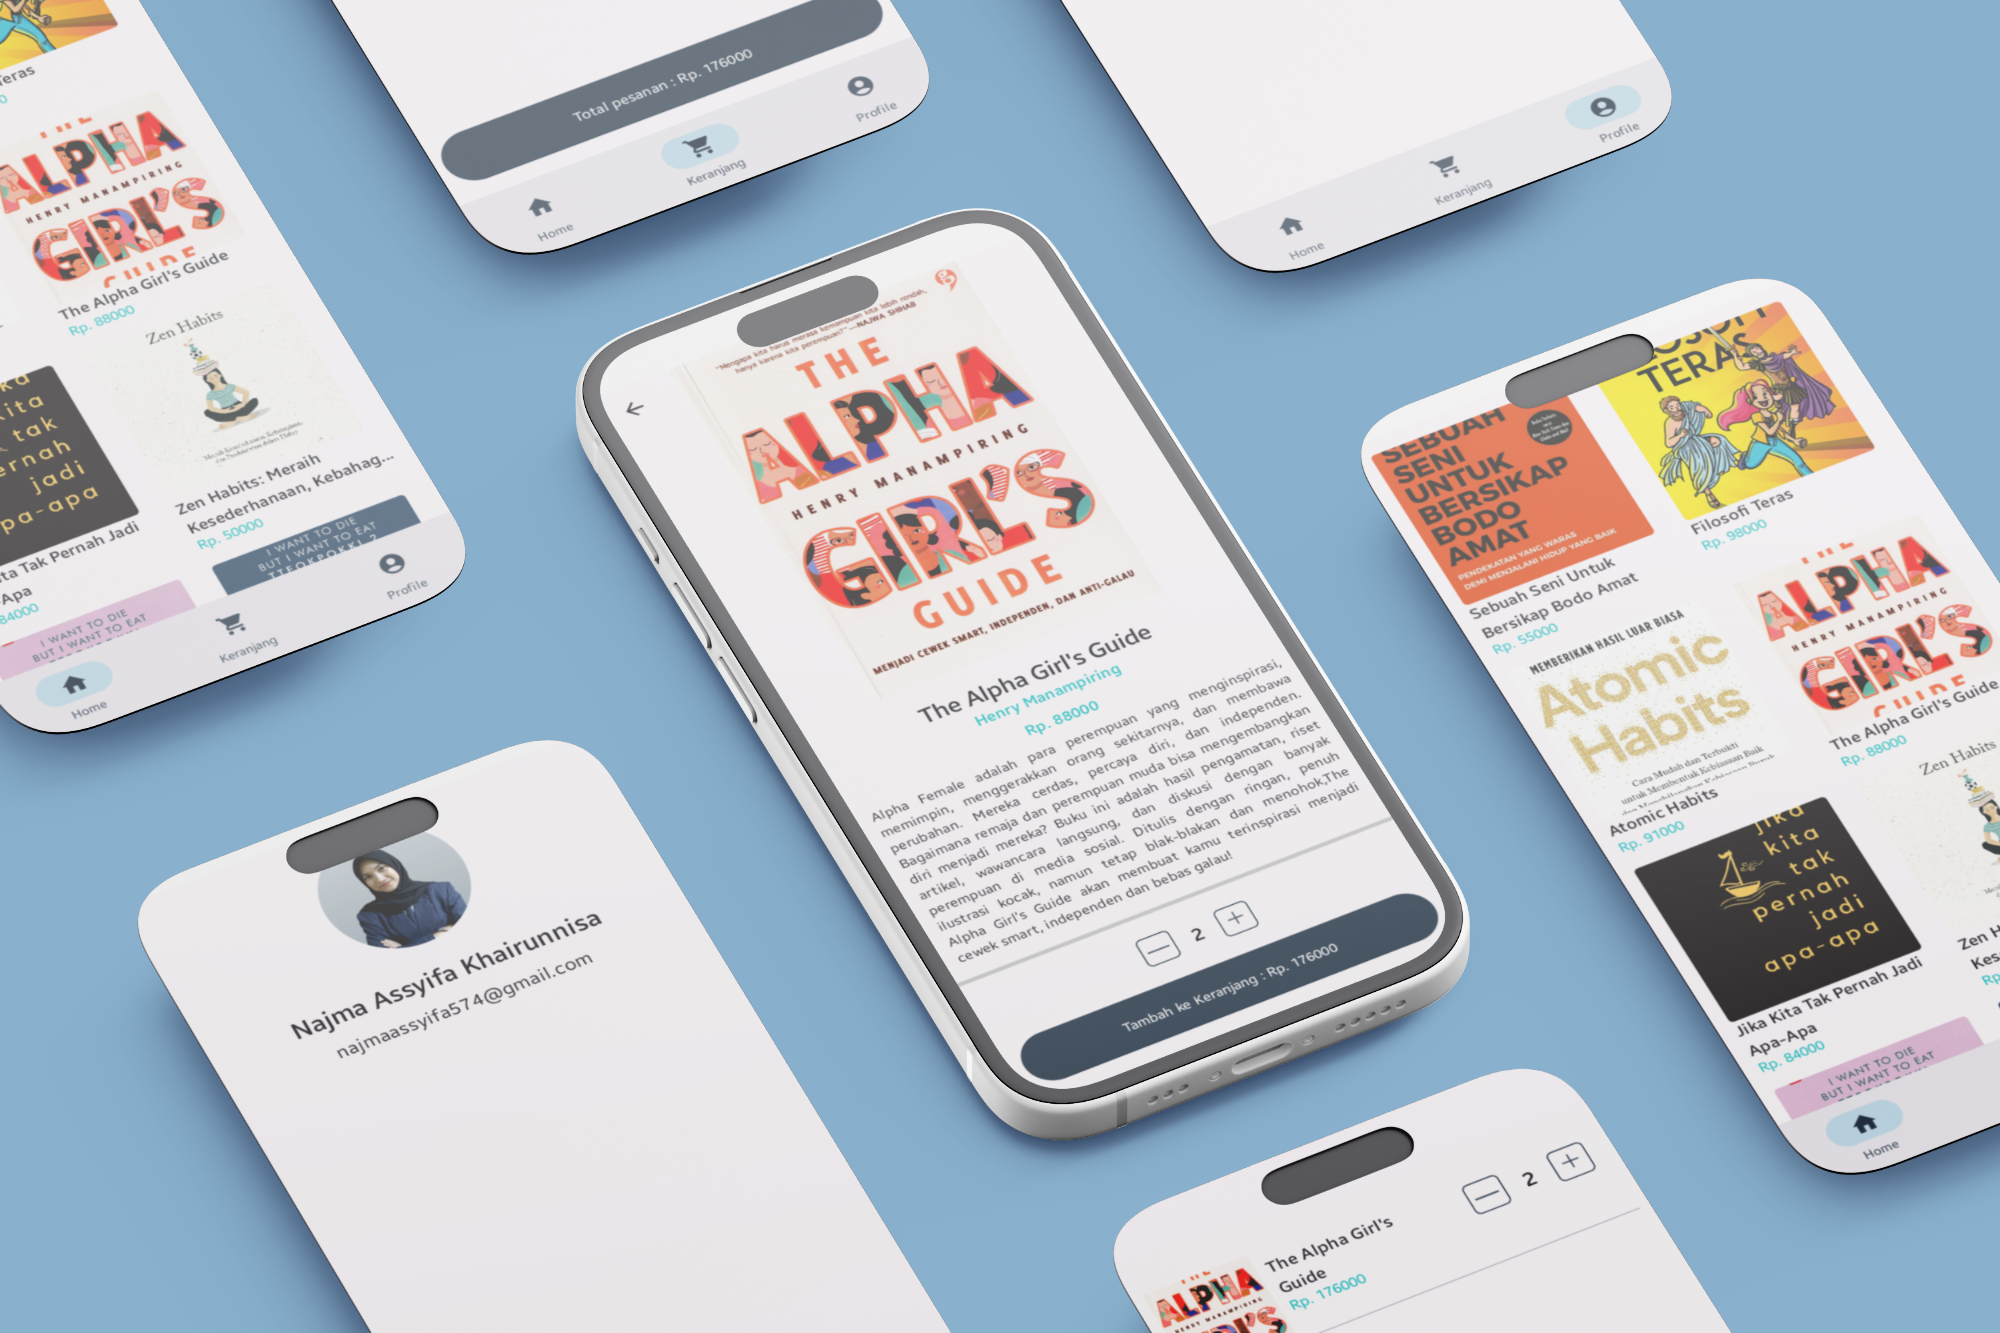 Teras
ALPHA
HENRY MANAMPIRING
GIRL'S
GUIDE
The Alpha Girl's Guide
Rp. 88000
Zen Habits
Zen Habits: Meraih
Kesederhanaan, Kebahag...
Rp. 50000
kita
tak
pernah
jadi
apa-apa
Kita Tak Pernah Jadi
-Apa
84000
I WANT TO DIE
BUT I WANT TO EAT
I WANT TO DIE
BUT I WANT TO EAT
TTEOKPOKKI 2
Home
Keranjang
Profile
Total pesanan : Rp. 176000
Home
Keranjang
Profile
Home
Keranjang
Profile
"Mengapa kita harus merasa kemampuan kita lebih rendah,
hanya karena kita perempuan?" —NAJWA SHIHAB
THE
ALPHA
HENRY MANAMPIRING
GIRL'S
GUIDE
MENJADI CEWEK SMART, INDEPENDEN, DAN ANTI-GALAU
The Alpha Girl's Guide
Henry Manampiring
Rp. 88000
Alpha Female adalah para perempuan yang menginspirasi,
memimpin, menggerakkan orang sekitarnya, dan membawa
perubahan. Mereka cerdas, percaya diri, dan independen.
Bagaimana remaja dan perempuan muda bisa mengembangkan
diri menjadi mereka? Buku ini adalah hasil pengamatan, riset
artikel, wawancara langsung, dan diskusi dengan banyak
perempuan di media sosial. Ditulis dengan ringan, penuh
ilustrasi kocak, namun tetap blak-blakan dan menohok,The
Alpha Girl's Guide akan membuat kamu terinspirasi menjadi
cewek smart, independen dan bebas galau!
2
Tambah ke Keranjang : Rp. 176000
SEBUAH
SENI
UNTUK
BERSIKAP
BODO
AMAT
PENDEKATAN YANG WARAS
DEMI MENJALANI HIDUP YANG BAIK
Sebuah Seni Untuk
Bersikap Bodo Amat
Rp. 55000
TERAS
Filosofi Teras
Rp. 98000
MEMBERIKAN HASIL LUAR BIASA
Atomic
Habits
Cara Mudah dan Terbukti
untuk Membentuk Kebiasaan Baik
Atomic Habits
Rp. 91000
ALPHA
HENRY MANAMPIRING
GIRL'S
The Alpha Girl's Guide
Rp. 88000
jika
kita
tak
pernah
jadi
apa-apa
Jika Kita Tak Pernah Jadi
Apa-Apa
Rp. 84000
Zen Habits
Zen H
Kes
Rp
I WANT TO DIE
BUT I WANT TO EAT
Home
Najma Assyifa Khairunnisa
najmaassyifa574@gmail.com
2
The Alpha Girl's
Guide
Rp. 176000
ALPHA